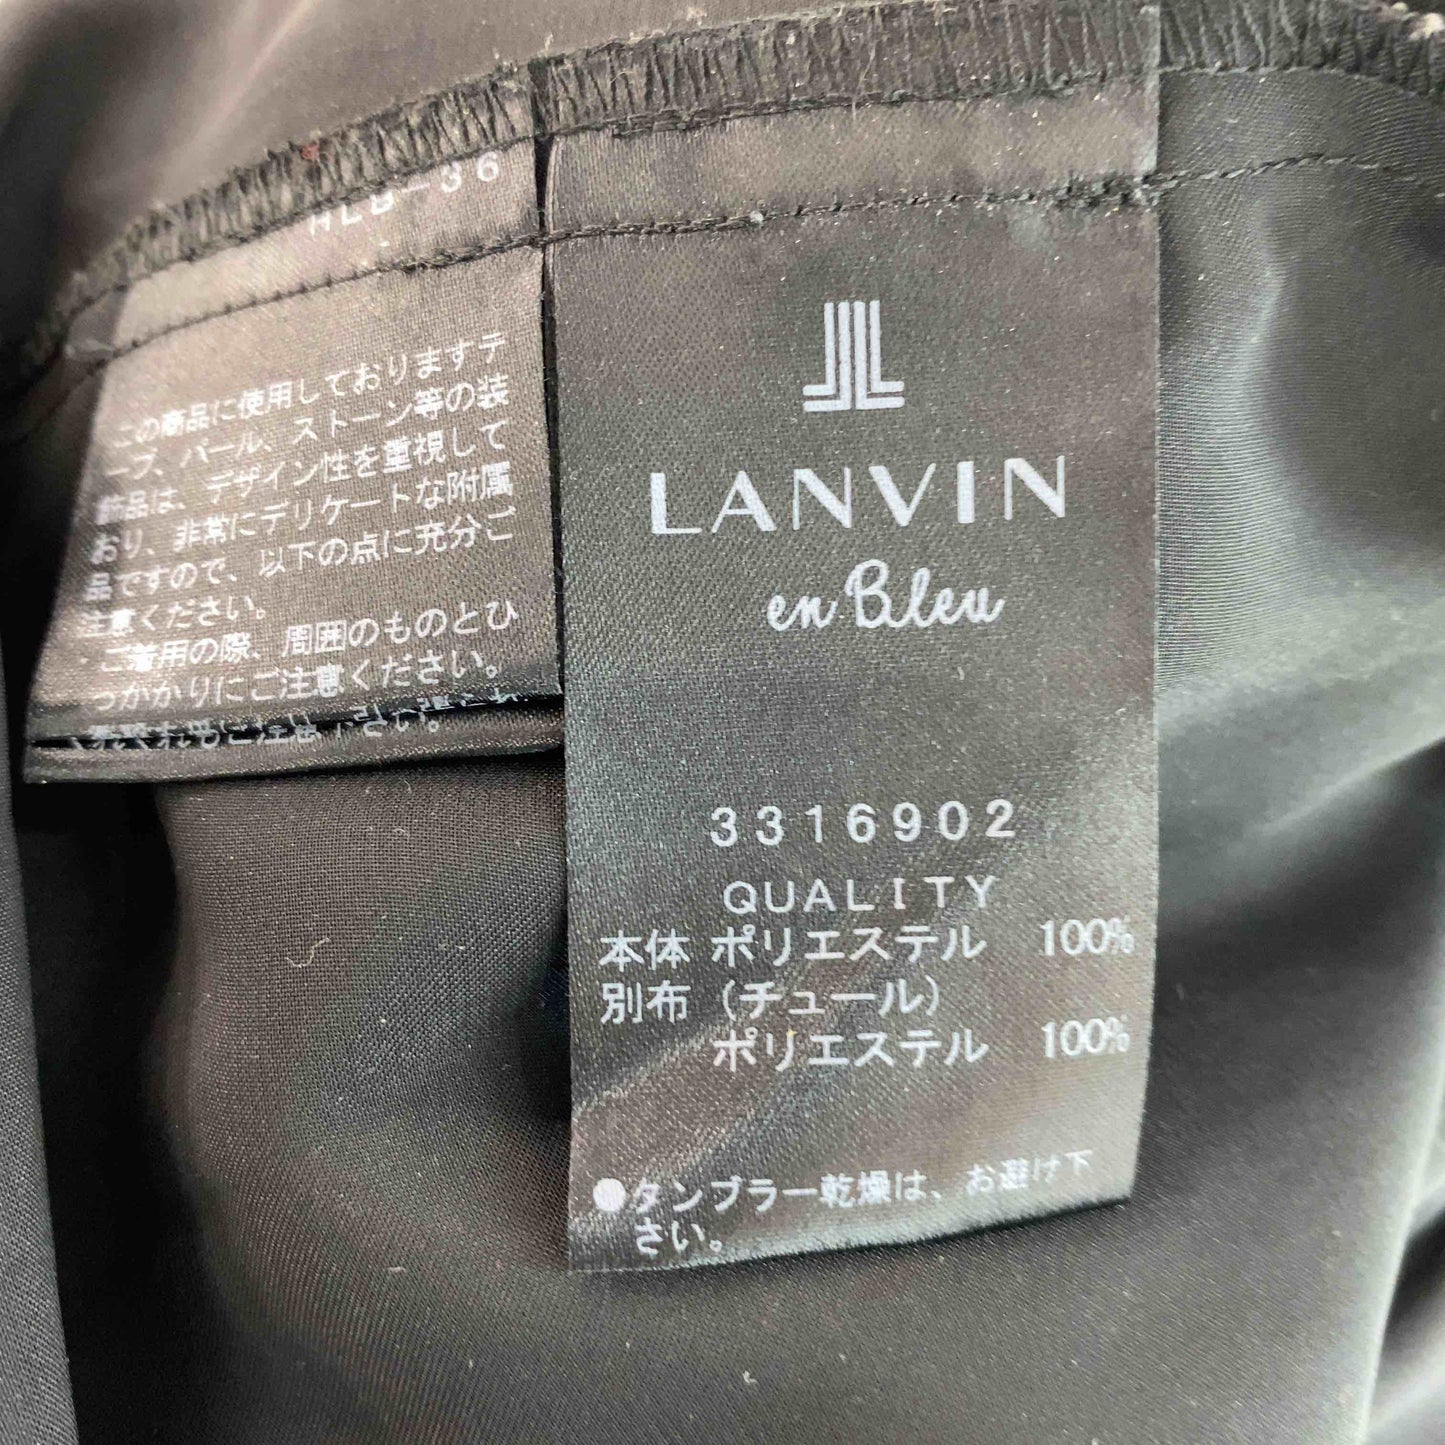 -36
この商品に使用しておりますテ
ープ、パール、ストーン等の装
飾品は、デザイン性を重視して
おり、非常にデリケートな附属
品ですので、以下の点に充分ご
注意ください。
ご着用の際、周囲のものとひ
っかかりにご注意ください。
LANVIN
en Bleu
3316902
QUALITY
本体 ポリエステル 100%
別布 (チュール)
ポリエステル 100%
●タンブラー乾燥は、お避け下
さい。